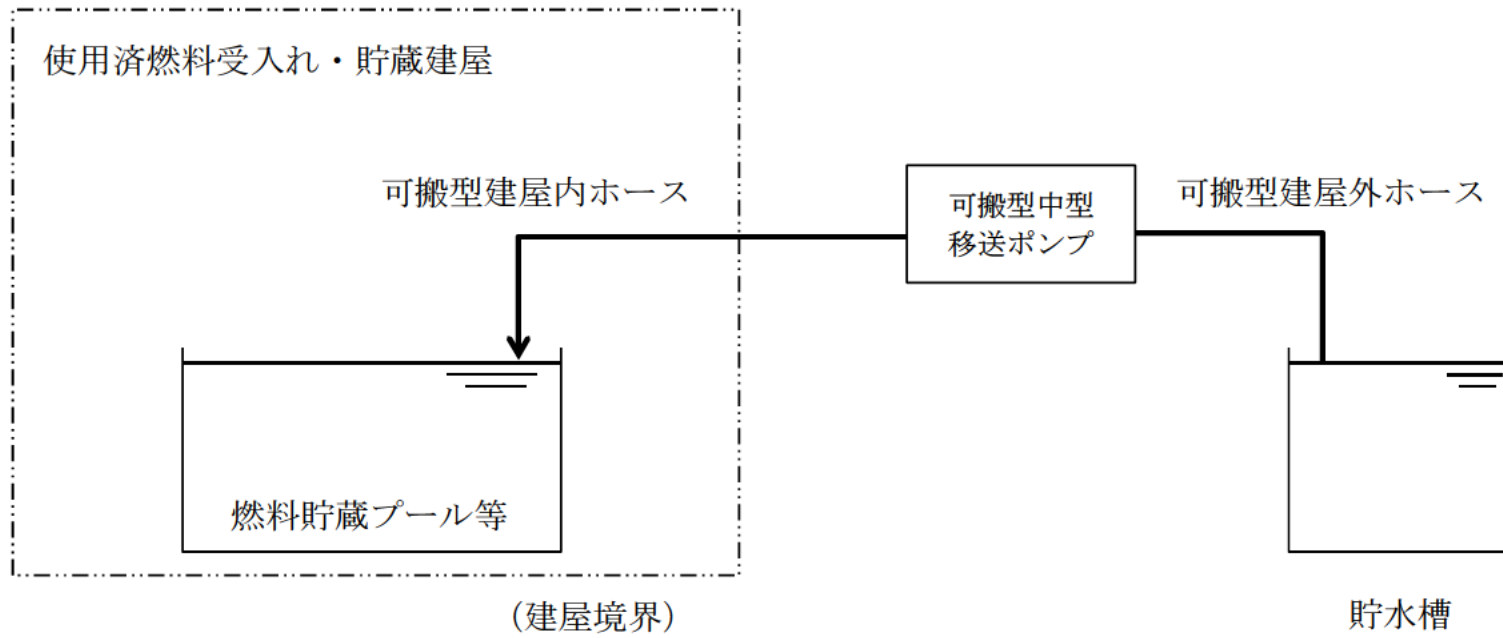 使用済燃料受入れ・貯蔵建屋
可搬型建屋内ホース
可搬型中型
移送ポンプ
可搬型建屋外ホース
燃料貯蔵プール等
(建屋境界)
貯水槽